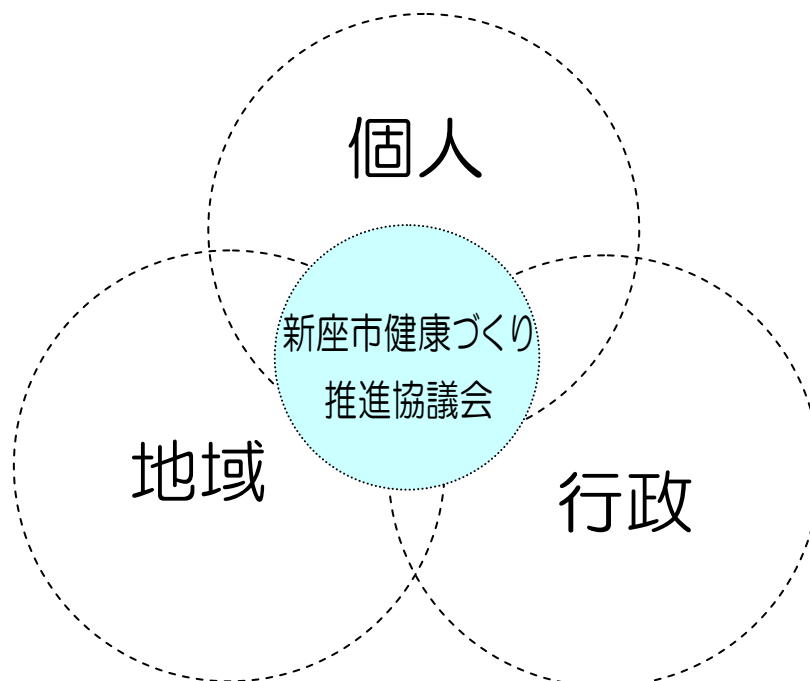 個人
新座市健康づくり
推進協議会
地域
行政